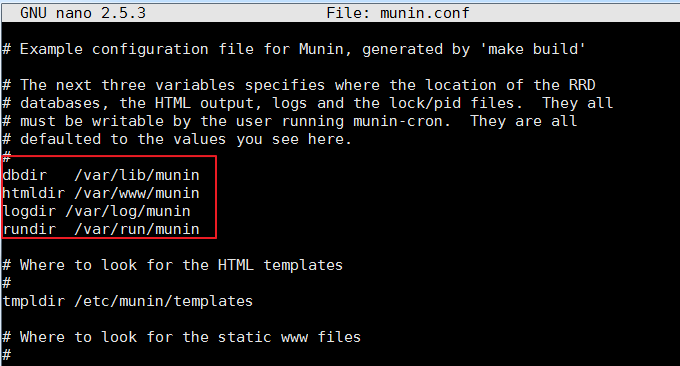 GNU nano 2.5.3 File: munin.conf
# Example configuration file for Munin, generated by 'make build'
# The next three variables specifies where the location of the RRD
# databases, the HTML output, logs and the lock/pid files.  They all
# must be writable by the user running munin-cron.  They are all
# defaulted to the values you see here.
#
dbdir   /var/lib/munin
htmldir /var/www/munin
logdir /var/log/munin
rundir  /var/run/munin
# Where to look for the HTML templates
#
tmpldir /etc/munin/templates
# Where to look for the static www files
#